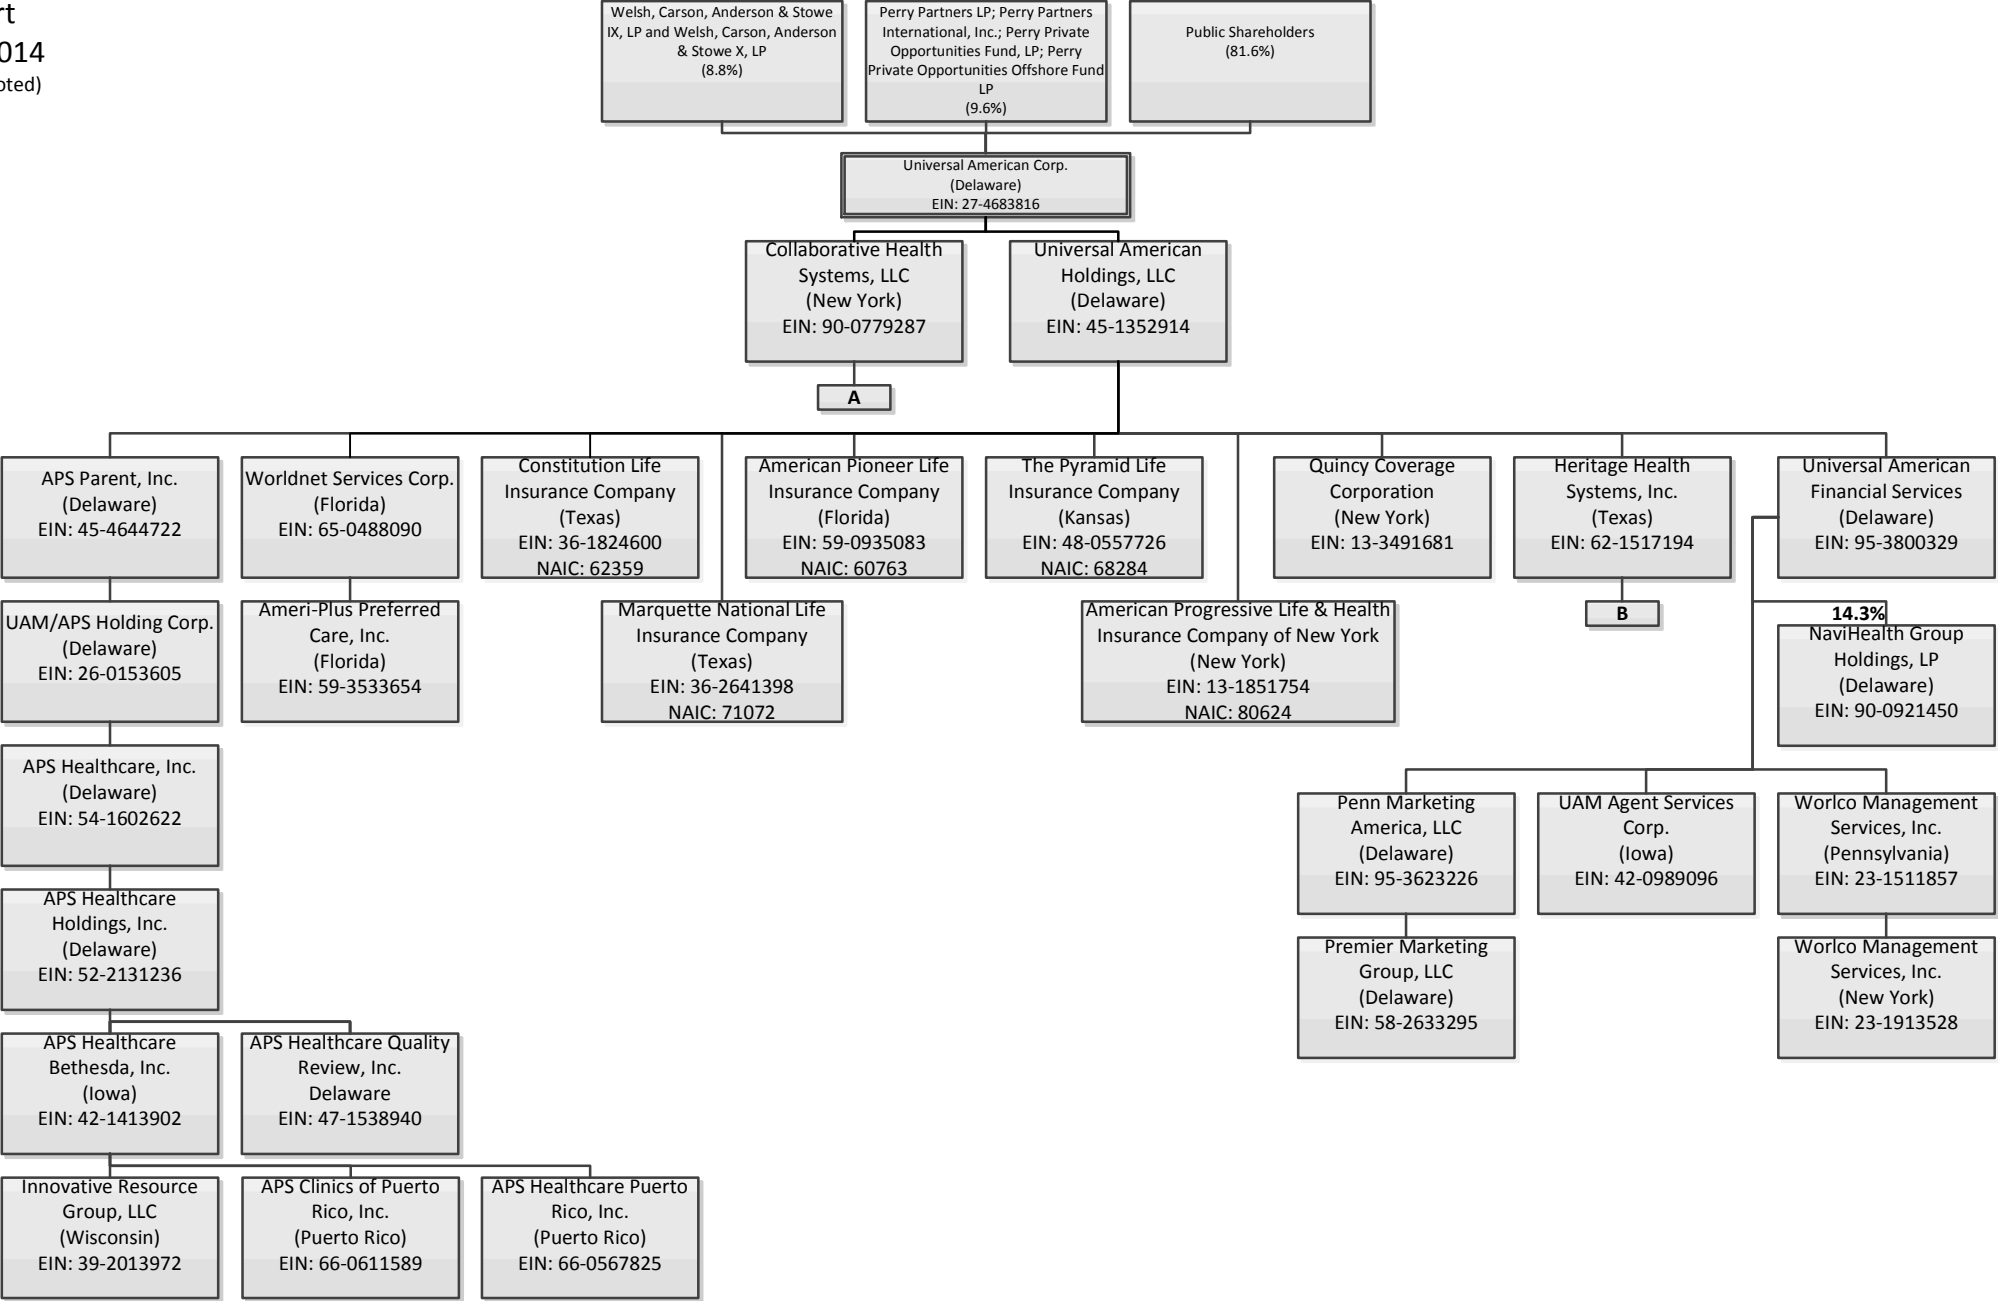 rt
014
oted)
Welsh, Carson, Anderson & Stowe
IX, LP and Welsh, Carson, Anderson
& Stowe X, LP
(8.8%)
Perry Partners LP; Perry Partners
International, Inc.; Perry Private
Opportunities Fund, LP; Perry
Private Opportunities Offshore Fund
LP
(9.6%)
Public Shareholders
(81.6%)
Universal American Corp.
(Delaware)
EIN: 27-4683816
Collaborative Health
Systems, LLC
(New York)
EIN: 90-0779287
Universal American
Holdings, LLC
(Delaware)
EIN: 45-1352914
A
APS Parent, Inc.
(Delaware)
EIN: 45-4644722
Worldnet Services Corp.
(Florida)
EIN: 65-0488090
Constitution Life
Insurance Company
(Texas)
EIN: 36-1824600
NAIC: 62359
American Pioneer Life
Insurance Company
(Florida)
EIN: 59-0935083
NAIC: 60763
The Pyramid Life
Insurance Company
(Kansas)
EIN: 48-0557726
NAIC: 68284
Quincy Coverage
Corporation
(New York)
EIN: 13-3491681
Heritage Health
Systems, Inc.
(Texas)
EIN: 62-1517194
Universal American
Financial Services
(Delaware)
EIN: 95-3800329
UAM/APS Holding Corp.
(Delaware)
EIN: 26-0153605
Ameri-Plus Preferred
Care, Inc.
(Florida)
EIN: 59-3533654
Marquette National Life
Insurance Company
(Texas)
EIN: 36-2641398
NAIC: 71072
American Progressive Life & Health
Insurance Company of New York
(New York)
EIN: 13-1851754
NAIC: 80624
B
14.3%
NaviHealth Group
Holdings, LP
(Delaware)
EIN: 90-0921450
APS Healthcare, Inc.
(Delaware)
EIN: 54-1602622
Penn Marketing
America, LLC
(Delaware)
EIN: 95-3623226
UAM Agent Services
Corp.
(Iowa)
EIN: 42-0989096
Worlco Management
Services, Inc.
(Pennsylvania)
EIN: 23-1511857
APS Healthcare
Holdings, Inc.
(Delaware)
EIN: 52-2131236
Premier Marketing
Group, LLC
(Delaware)
EIN: 58-2633295
Worlco Management
Services, Inc.
(New York)
EIN: 23-1913528
APS Healthcare
Bethesda, Inc.
(Iowa)
EIN: 42-1413902
APS Healthcare Quality
Review, Inc.
Delaware
EIN: 47-1538940
Innovative Resource
Group, LLC
(Wisconsin)
EIN: 39-2013972
APS Clinics of Puerto
Rico, Inc.
(Puerto Rico)
EIN: 66-0611589
APS Healthcare Puerto
Rico, Inc.
(Puerto Rico)
EIN: 66-0567825